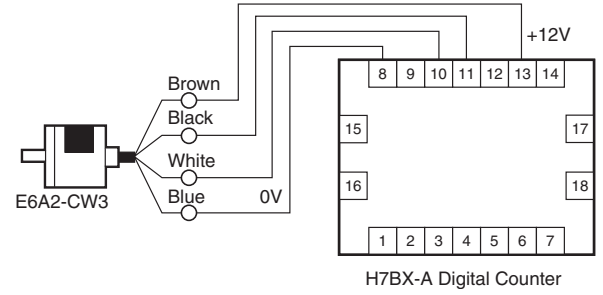 +12V
8 9 10 11 12 13 14
Brown
Black
15 17
White
Blue 0V
16 18
E6A2-CW3
1 2 3 4 5 6 7
H7BX-A Digital Counter